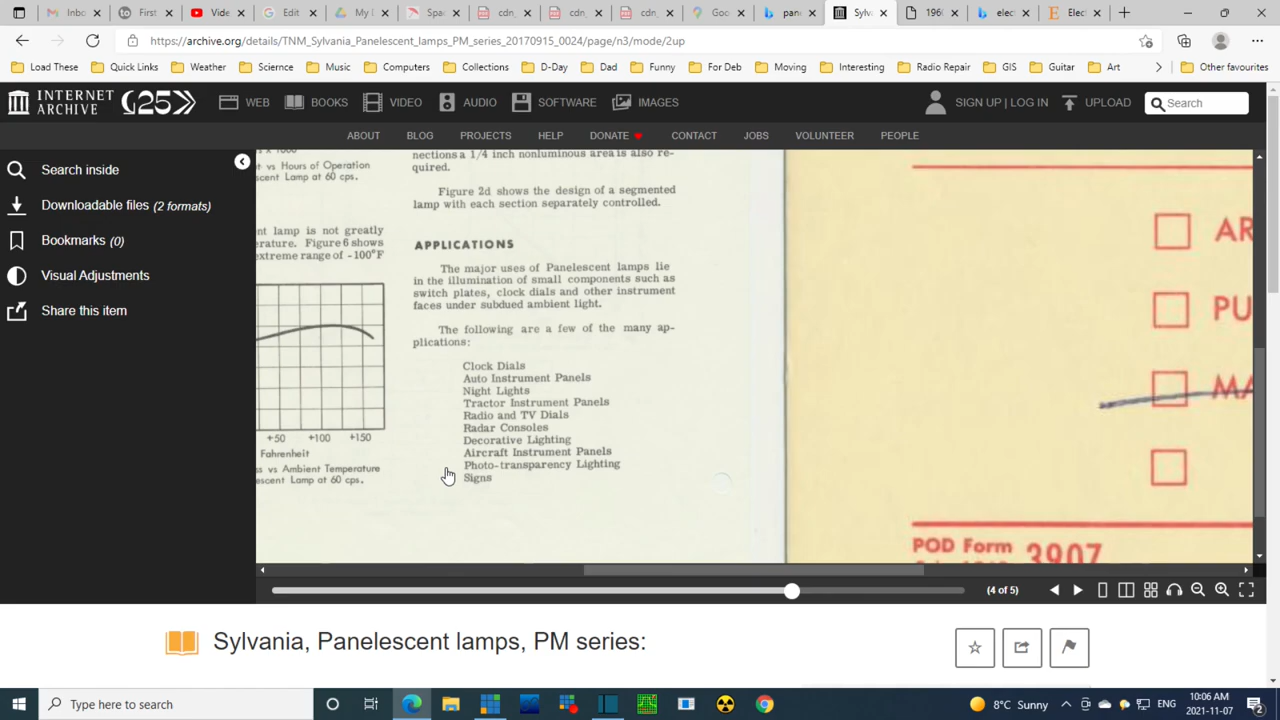 Inbo
First
Vide
Edit
My D
Spac
cdn_
cdn_
cdn_
Goo
pane
Sylva
1960
elect
Elect
https://archive.org/details/TNM_Sylvania_Panelescent_lamps_PM_series_20170915_0024/page/n3/mode/2up
Load These
Quick Links
Weather
Science
Music
Computers
Collections
D-Day
Dad
Funny
For Deb
Moving
Interesting
Radio Repair
GIS
Guitar
Art
Other favourites
INTERNET ARCHIVE
25
WEB
BOOKS
VIDEO
AUDIO
SOFTWARE
IMAGES
SIGN UP | LOG IN
UPLOAD
Search
ABOUT
BLOG
PROJECTS
HELP
DONATE
CONTACT
JOBS
VOLUNTEER
PEOPLE
Search inside
Downloadable files (2 formats)
Bookmarks (0)
Visual Adjustments
Share this item
t vs Hours of Operation
scent Lamp at 60 cps.
nt lamp is not greatly
erature. Figure 6 shows
extreme range of -100°F
+50 +100 +150
Fahrenheit
ss vs Ambient Temperature
escent Lamp at 60 cps.
nections a 1/4 inch nonluminous area is also re-
quired.
Figure 2d shows the design of a segmented
lamp with each section separately controlled.
APPLICATIONS
The major uses of Panelescent lamps lie
in the illumination of small components such as
switch plates, clock dials and other instrument
faces under subdued ambient light.
The following are a few of the many ap-
plications:
Clock Dials
Auto Instrument Panels
Night Lights
Tractor Instrument Panels
Radio and TV Dials
Radar Consoles
Decorative Lighting
Aircraft Instrument Panels
Photo-transparency Lighting
Signs
AR
PU
MA
POD Form 3907
(4 of 5)
Sylvania, Panelescent lamps, PM series:
Type here to search
8°C Sunny
ENG
10:06 AM
2021-11-07
2